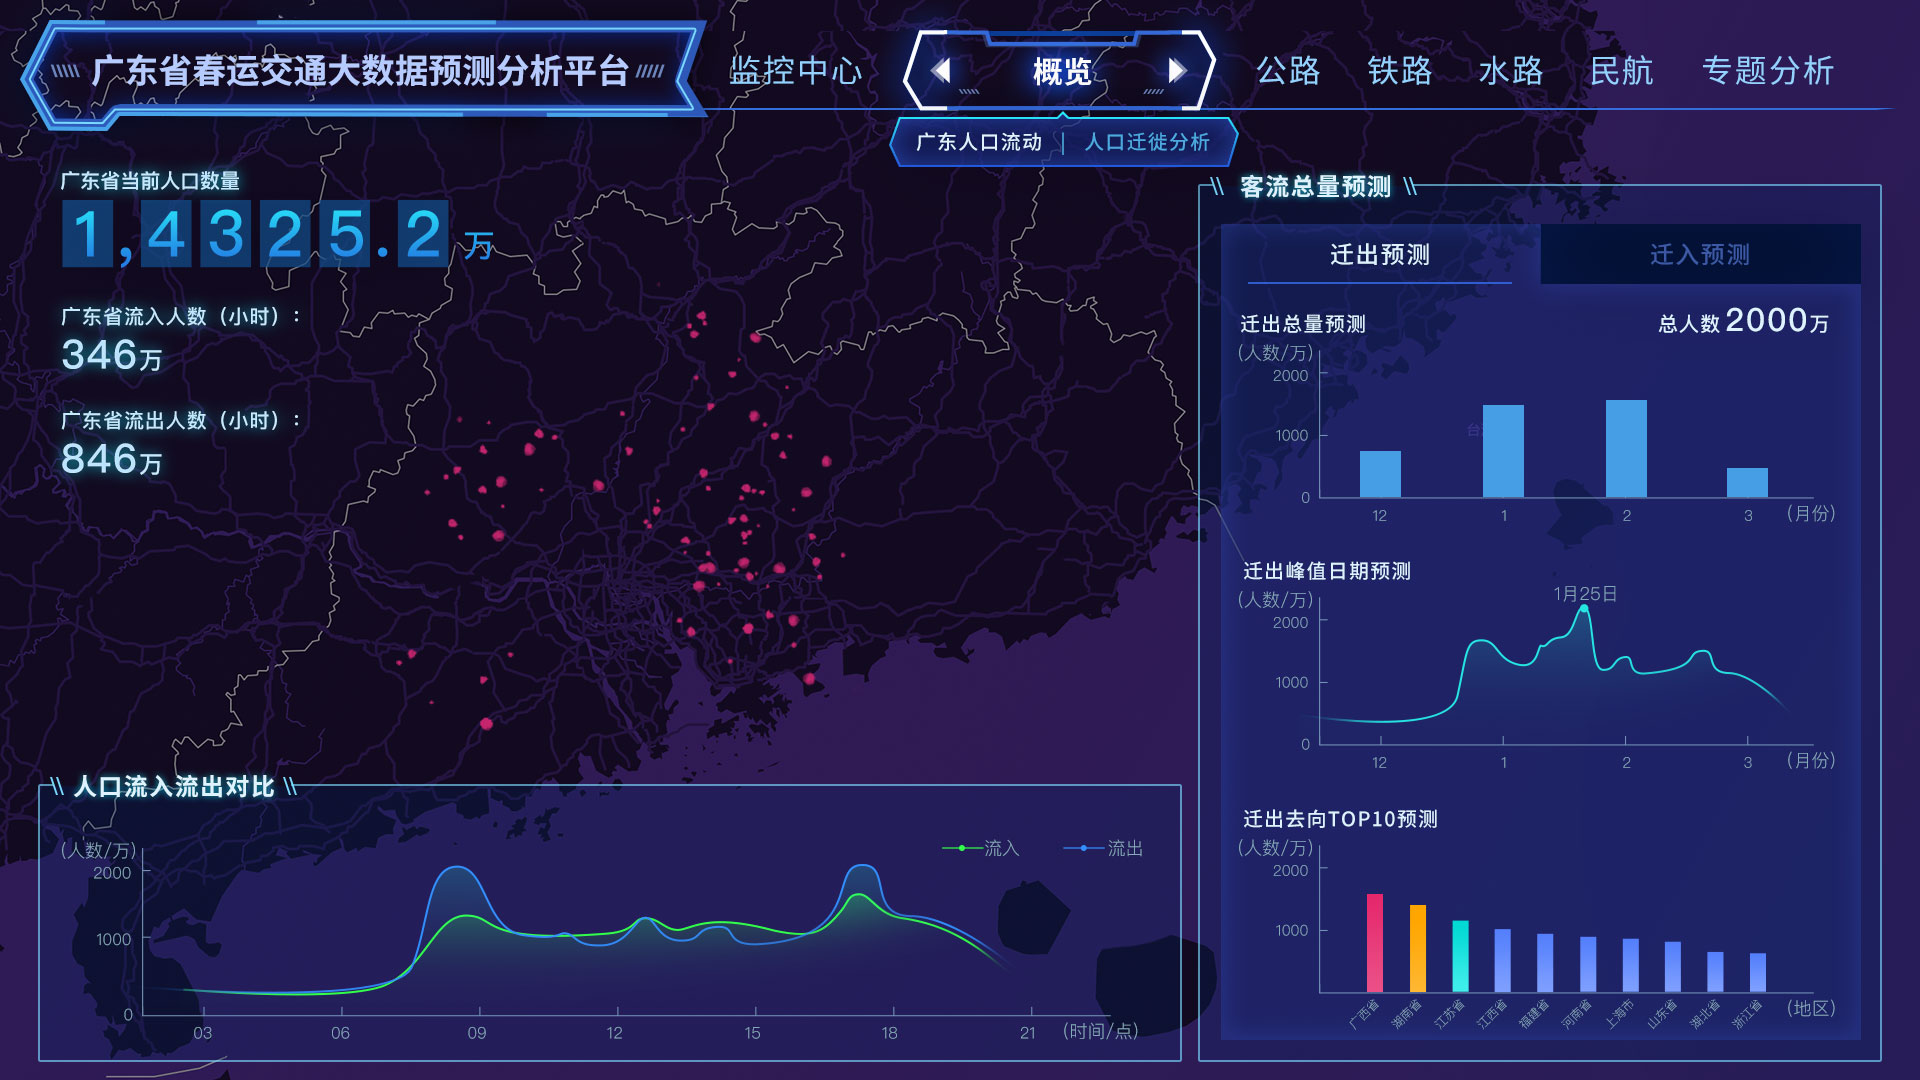 广东省春运交通大数据预测分析平台
监控中心
概览
公路
铁路
水路
民航
专题分析
广东人口流动 | 人口迁徙分析
广东省当前人口数量
1,4325.2 万
广东省流入人数（小时）:
346万
广东省流出人数（小时）:
846万
客流总量预测
迁出预测
迁入预测
迁出总量预测
总人数 2000万
(人数/万)
2000
1000
0
12
1
2
3
(月份)
迁出峰值日期预测
(人数/万)
1月25日
2000
1000
0
12
1
2
3
(月份)
迁出去向TOP10预测
(人数/万)
2000
1000
广西省
湖南省
江苏省
江西省
福建省
河南省
上海市
山东省
湖北省
浙江省
(地区)
人口流入流出对比
(人数/万)
流入
流出
2000
1000
0
03
06
09
12
15
18
21
(时间/点)